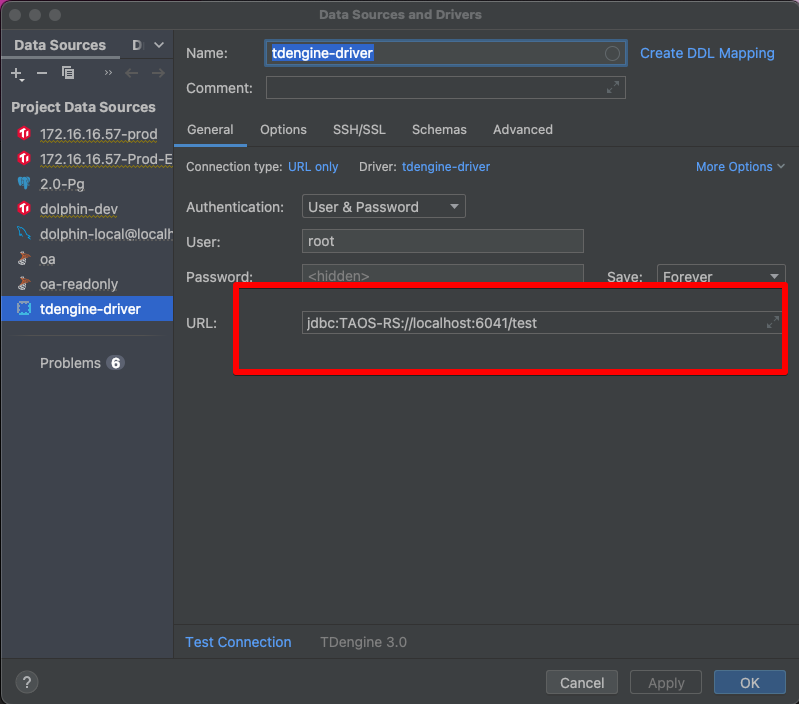 Data Sources and Drivers
Data Sources D
Project Data Sources
172.16.16.57-prod
172.16.16.57-Prod-E
2.0-Pg
dolphin-dev
dolphin-local@localh
oa
oa-readonly
tdengine-driver
Problems 6
Name: tdengine-driver Create DDL Mapping
Comment:
General Options SSH/SSL Schemas Advanced
Connection type: URL only Driver: tdengine-driver More Options
Authentication: User & Password
User: root
Password: <hidden> Save: Forever
URL: jdbc:TAOS-RS://localhost:6041/test
Test Connection TDengine 3.0
? Cancel Apply OK